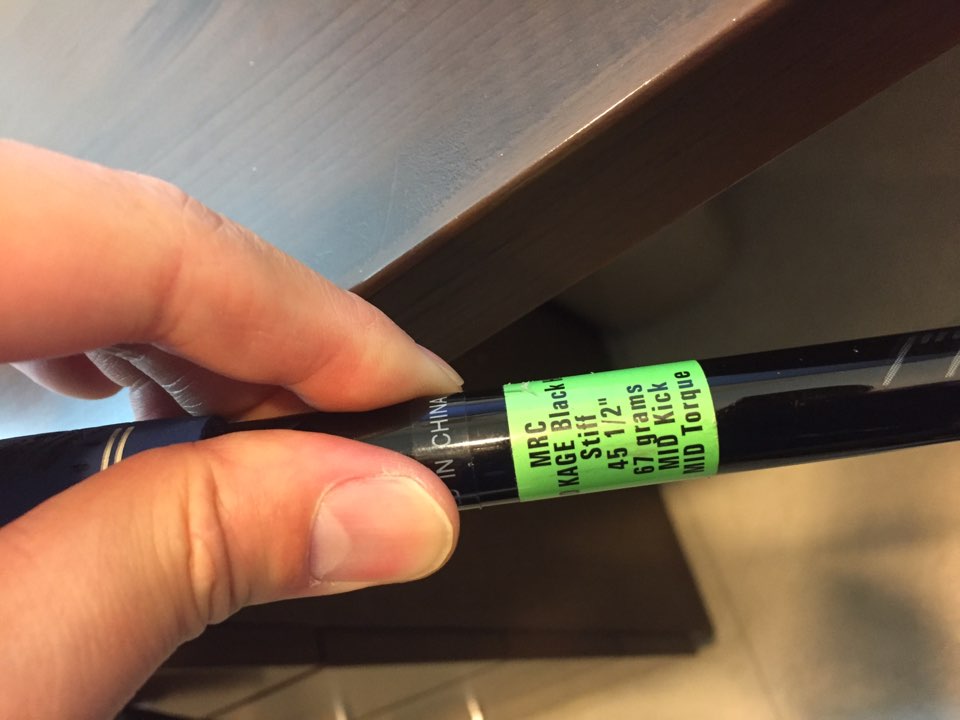 IN CHINA
MRC
KAGE Black
Stiff
45 1/2"
67 grams
MID Kick
MID Torque